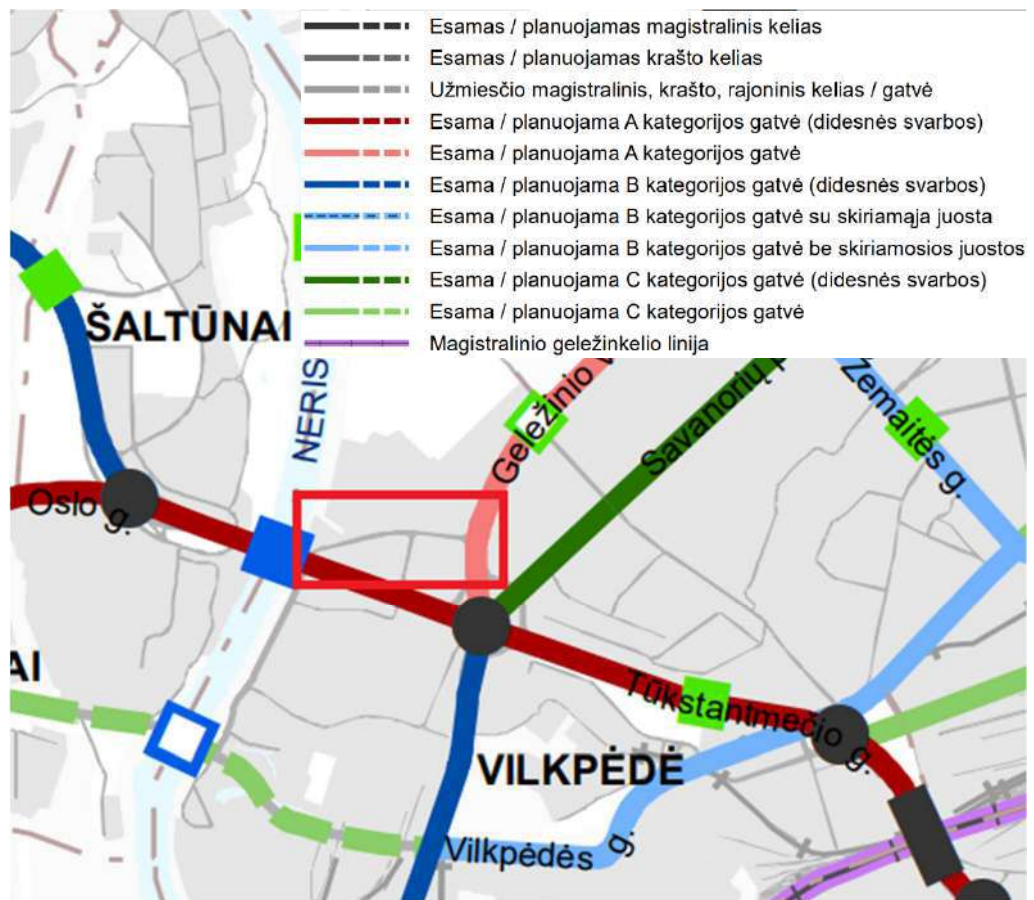 Esamas / planuojamas magistralinis kelias
Esamas / planuojamas krašto kelias
Užmiesčio magistralinis, krašto, rajoninis kelias / gatvė
Esama / planuojama A kategorijos gatvė (didesnės svarbos)
Esama / planuojama A kategorijos gatvė
Esama / planuojama B kategorijos gatvė (didesnės svarbos)
Esama / planuojama B kategorijos gatvė su skiriamąja juosta
Esama / planuojama B kategorijos gatvė be skiriamosios juostos
Esama / planuojama C kategorijos gatvė (didesnės svarbos)
Esama / planuojama C kategorijos gatvė
Magistralinio geležinkelio linija
ŠALTŪNAI
NERIS
Geležinio
Savanorių
Žemaitės g.
Oslo g.
AI
Tūkstantmečio g.
VILKPĖDĖ
Vilkpėdės g.